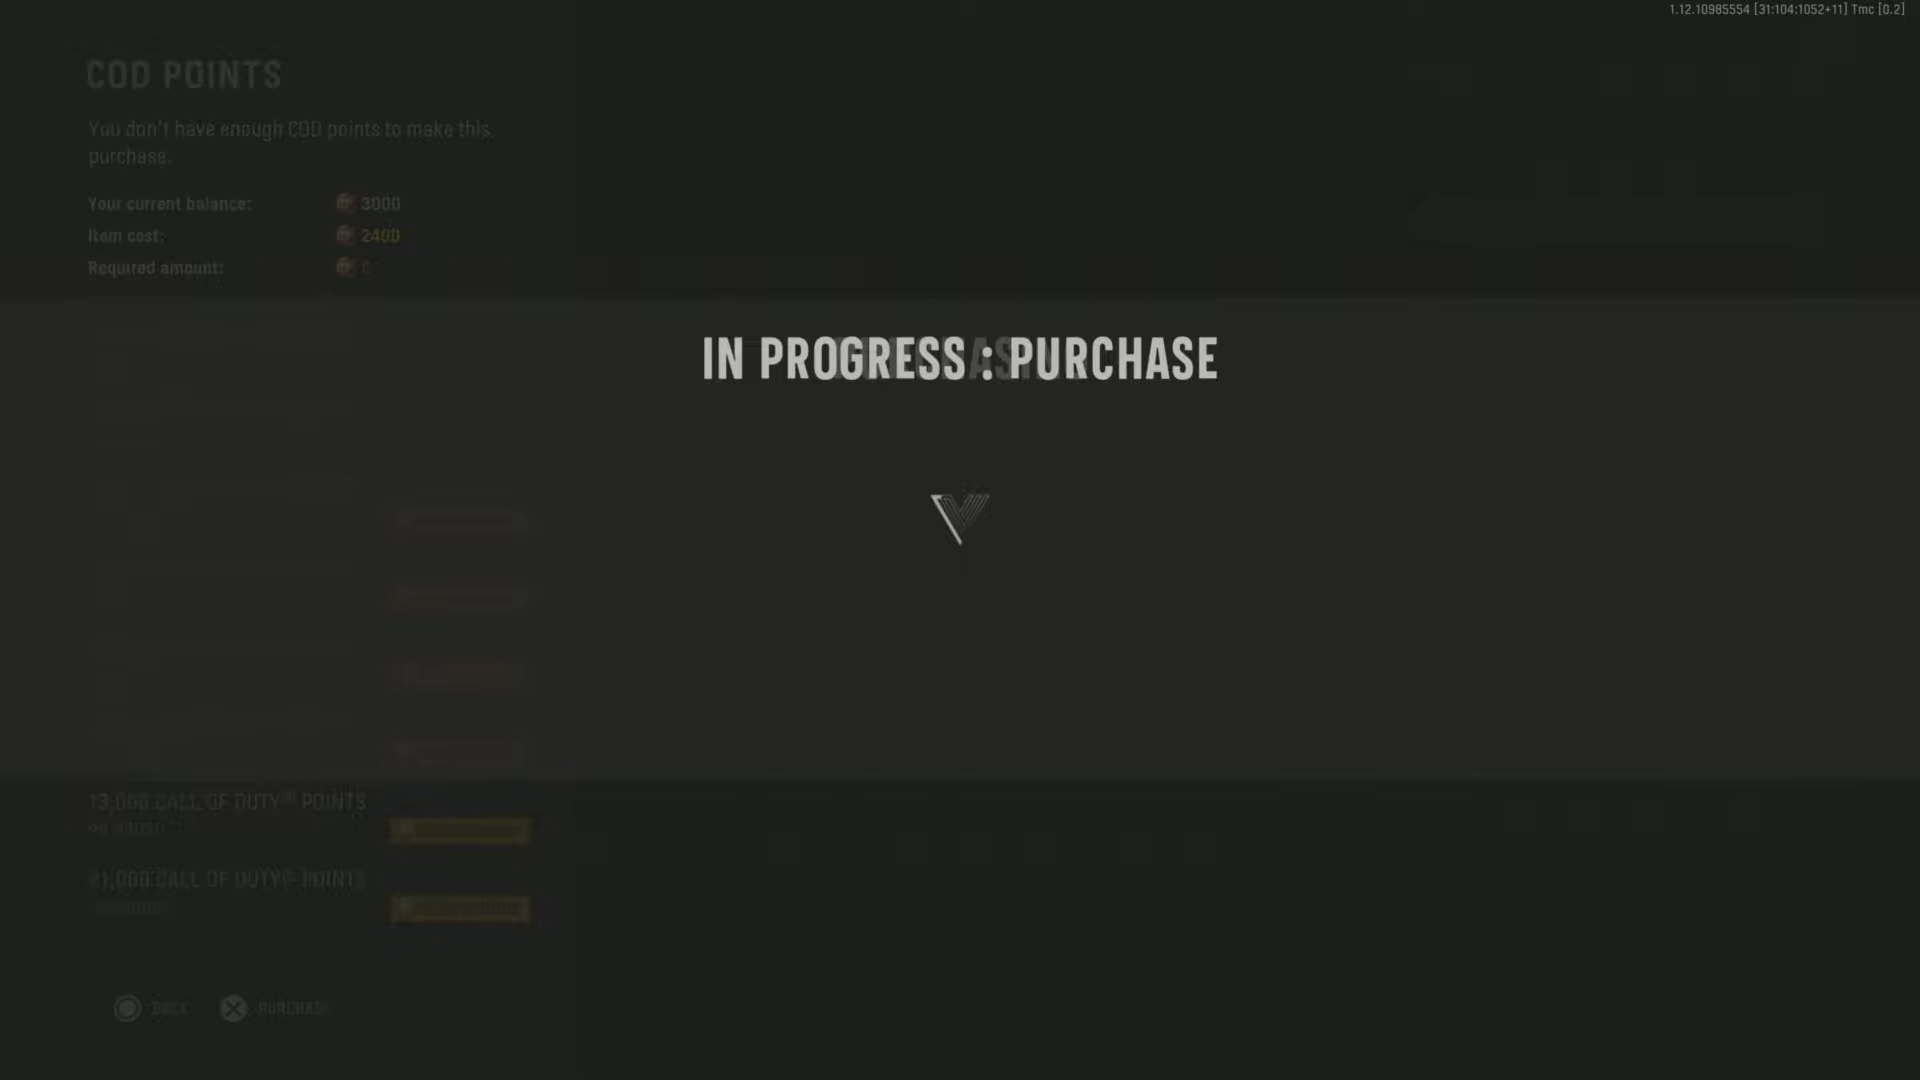 1.12.10985554 [31:104:1052+11] Tmc [0.2]
COD POINTS
You don't have enough COD points to make this
purchase.
Your current balance: 3000
Item cost: 2400
Required amount: 0
IN PROGRESS : PURCHASE
13,000 CALL OF DUTY® POINTS
21,000 CALL OF DUTY® POINTS
BACK PURCHASE